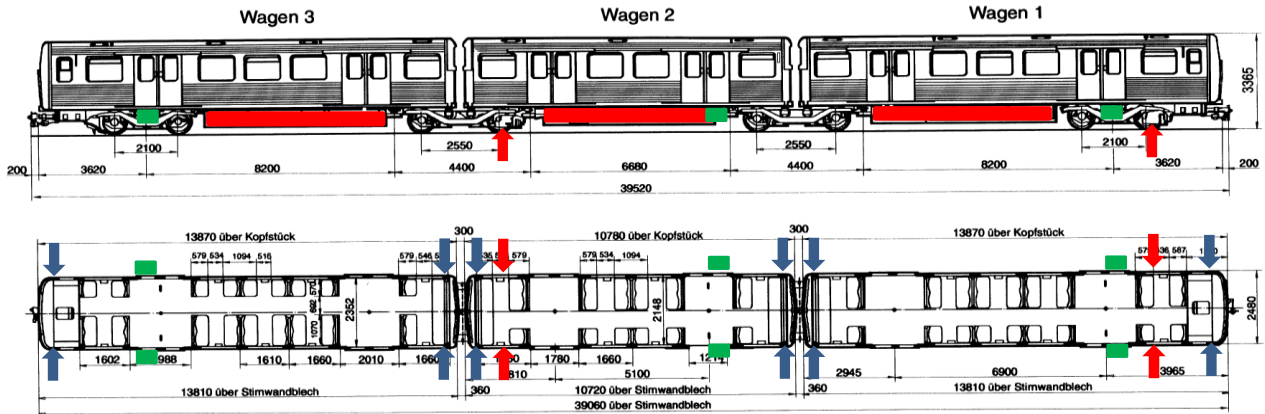 Wagen 3 Wagen 2 Wagen 1
3365
2100 2550 2550 2100
200 3620 8200 4400 6680 4400 8200 3620 200
39520
13870 über Kopfstück 300 10780 über Kopfstück 300 13870 über Kopfstück
579 534 1094 516 579 546 579 579 534 1094 587
570 692 1070 2352 2148 2480
1602 988 1610 1660 2010 1660 1780 1660
5100 2945 6900 3965
13810 über Stirnwandblech 360 10720 über Stirnwandblech 360 13810 über Stirnwandblech
39060 über Stirnwandblech